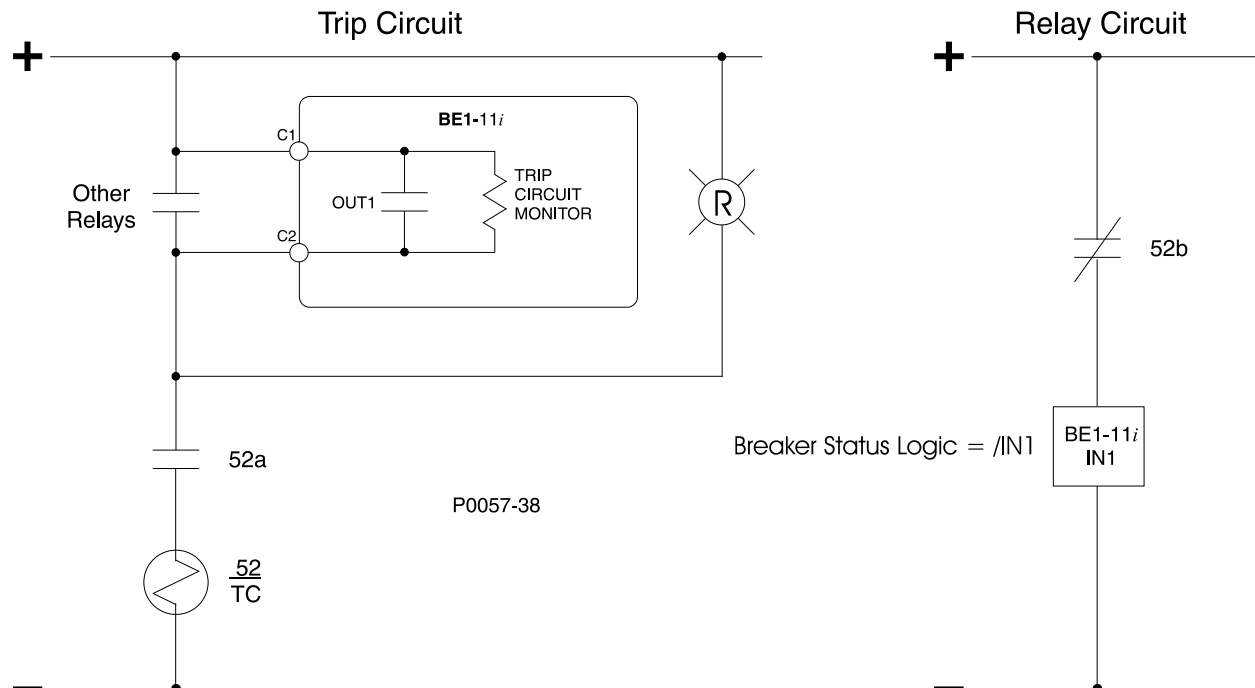 Trip Circuit
Relay Circuit
+
+
BE1-11i
C1
OUT1
TRIP
CIRCUIT
MONITOR
Other
Relays
R
C2
52b
52a
Breaker Status Logic = /IN1
BE1-11i
IN1
P0057-38
52
TC
–
–